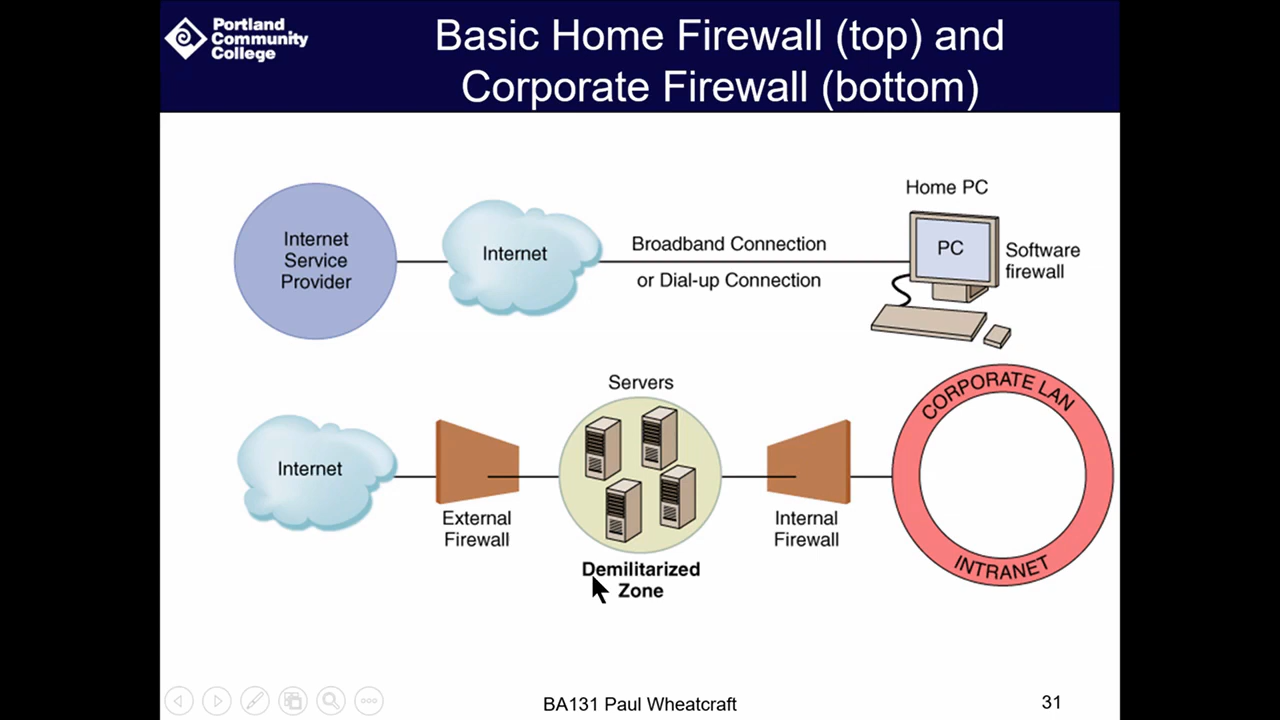 Portland
Community
College
Basic Home Firewall (top) and
Corporate Firewall (bottom)
Home PC
Internet
Service
Provider
Internet
Broadband Connection
or Dial-up Connection
PC
Software
firewall
Servers
CORPORATE LAN
INTRANET
Internet
External
Firewall
Internal
Firewall
Demilitarized
Zone
BA131 Paul Wheatcraft
31